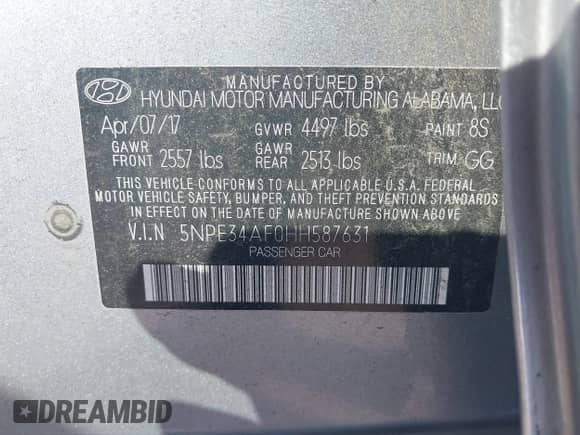 MANUFACTURED BY
HYUNDAI MOTOR MANUFACTURING ALABAMA, LLC
Apr/07/17 GVWR 4497 lbs PAINT 8S
GAWR FRONT 2557 lbs GAWR REAR 2513 lbs TRIM GG
THIS VEHICLE CONFORMS TO ALL APPLICABLE U.S.A. FEDERAL
MOTOR VEHICLE SAFETY, BUMPER, AND THEFT PREVENTION STANDARDS
IN EFFECT ON THE DATE OF MANUFACTURE SHOWN ABOVE.
V.I.N 5NPE34AF0HH587631
PASSENGER CAR
DREAMBID